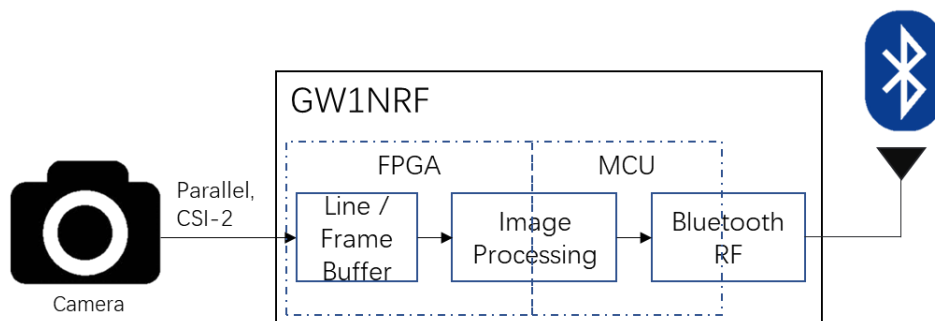 GW1NRF
FPGA
MCU
Parallel,
CSI-2
Line /
Frame
Buffer
Image
Processing
Bluetooth
RF
Camera